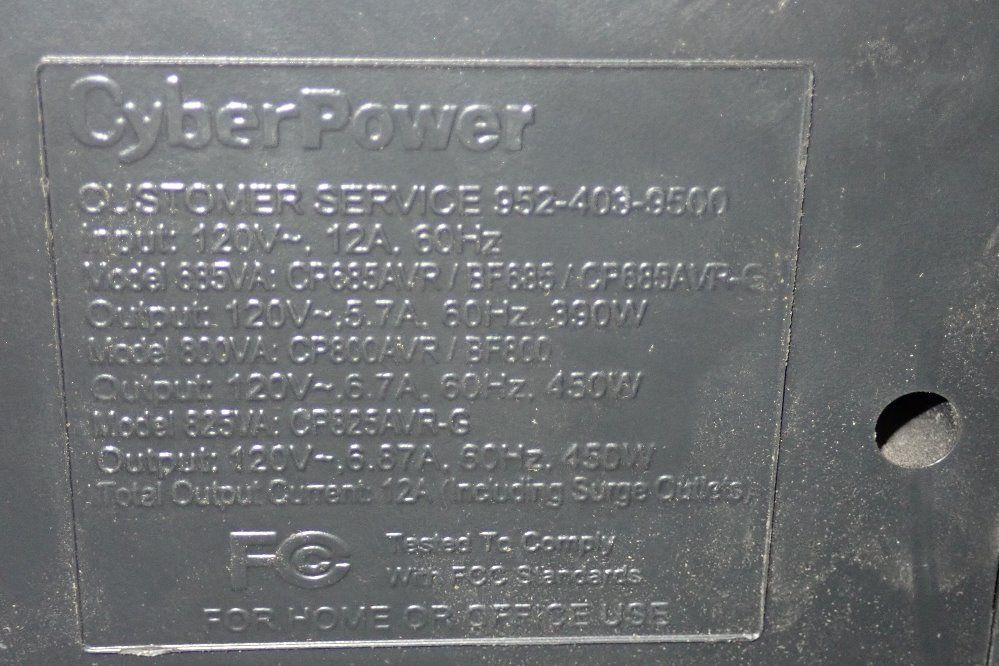 CyberPower
CUSTOMER SERVICE 952-403-9500
Input: 120V~, 12A, 60Hz
Model 685VA: CP685AVR / BF685 / CP685AVR-G
Output: 120V~,5.7A, 60Hz, 390W
Model 800VA: CP800AVR / BF800
Output: 120V~,6.7A, 60Hz, 450W
Model 825VA: CP825AVR-G
Output: 120V~,6.87A, 60Hz, 450W
Total Output Current: 12A (Including Surge Outlets)
FC Tested To Comply
With FCC Standards
FOR HOME OR OFFICE USE